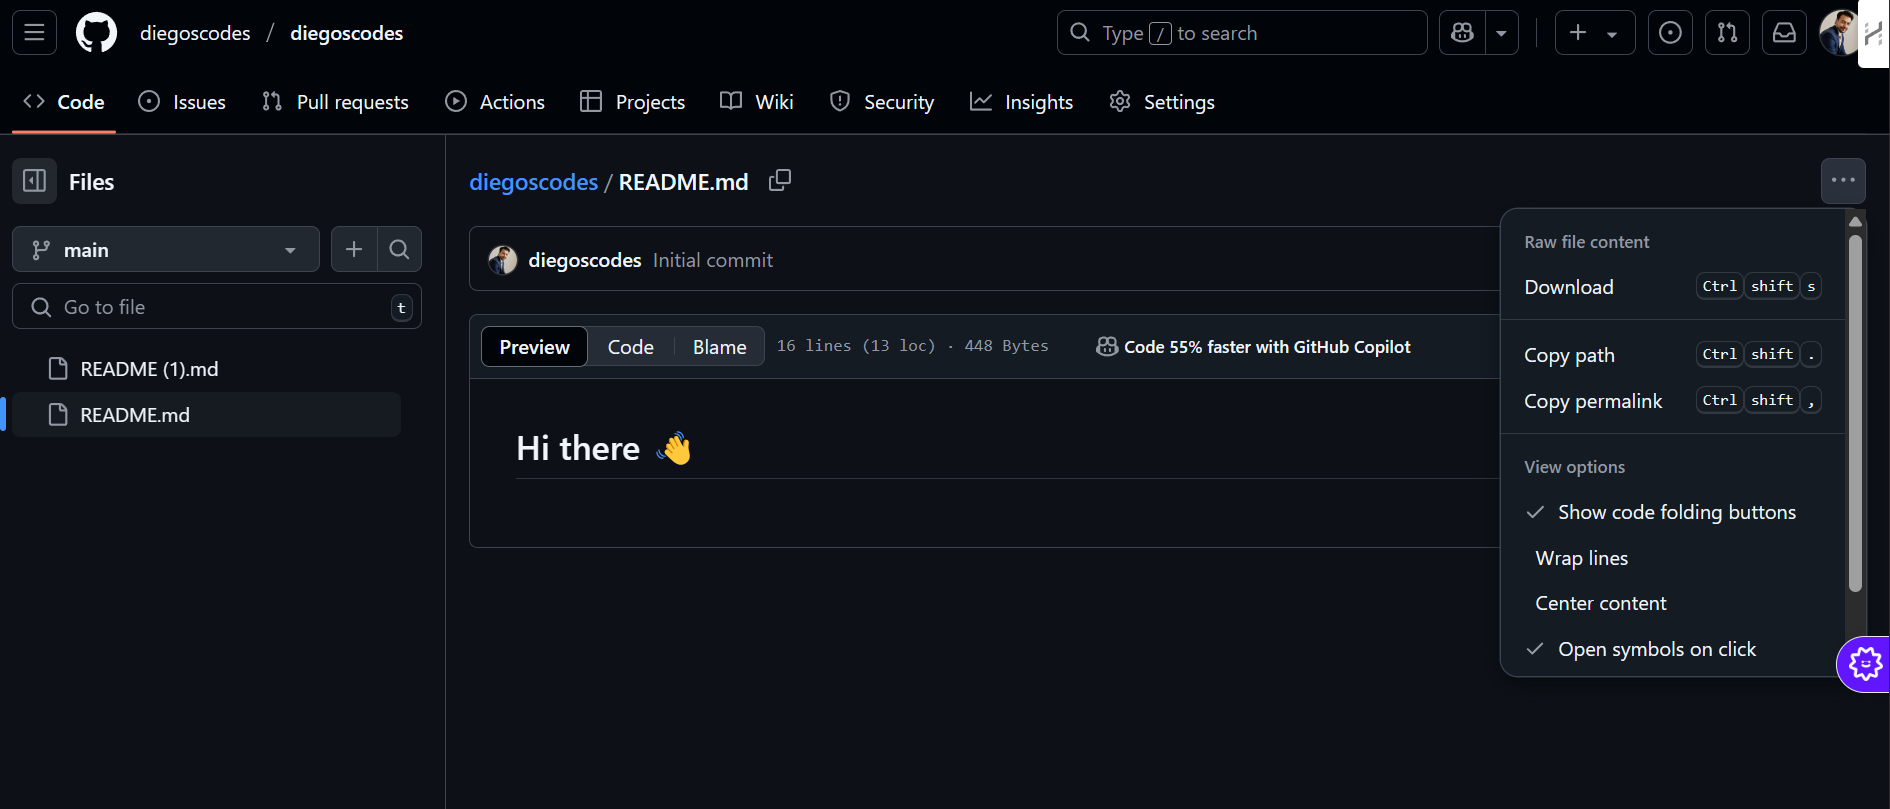 diegoscodes / diegoscodes
Type / to search
Code
Issues
Pull requests
Actions
Projects
Wiki
Security
Insights
Settings
Files
main
Go to file
t
README (1).md
README.md
diegoscodes / README.md
diegoscodes Initial commit
Preview
Code
Blame
16 lines (13 loc) · 448 Bytes
Code 55% faster with GitHub Copilot
Hi there 👋
Raw file content
Download Ctrl shift s
Copy path Ctrl shift .
Copy permalink Ctrl shift ,
View options
Show code folding buttons
Wrap lines
Center content
Open symbols on click